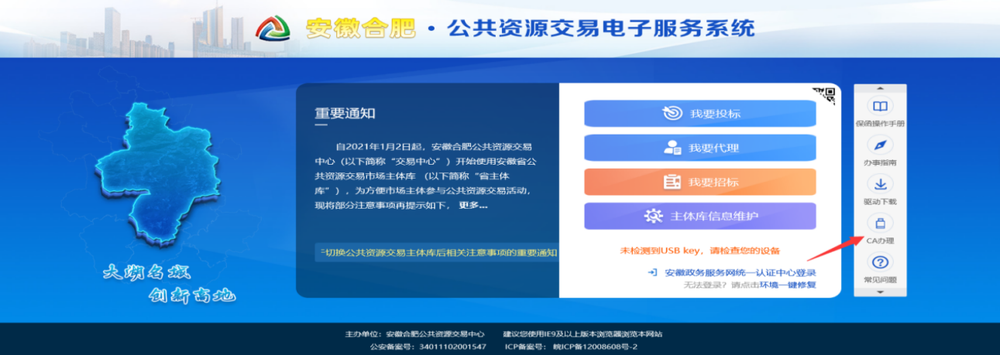 安徽合肥·公共资源交易电子服务系统
重要通知
自2021年1月2日起，安徽合肥公共资源交易
中心（以下简称“交易中心”）开始使用安徽省公
共资源交易市场主体库 （以下简称“省主体
库”），为方便市场主体参与公共资源交易活动，
现将部分注意事项再提示如下， 更多...
切换公共资源交易主体库后相关注意事项的重要通知
我要投标
我要代理
我要招标
主体库信息维护
未检测到USB key，请检查您的设备
安徽政务服务网统一认证中心登录
无法登录？请点击环境一键修复
保函操作手册
办事指南
驱动下载
CA办理
常见问题
大湖名城
创新高地
主办单位：安徽合肥公共资源交易中心 建议您使用IE9及以上版本浏览器浏览本网站
公安备案号：34011102001547 ICP备案号： 皖ICP备12008608号-2